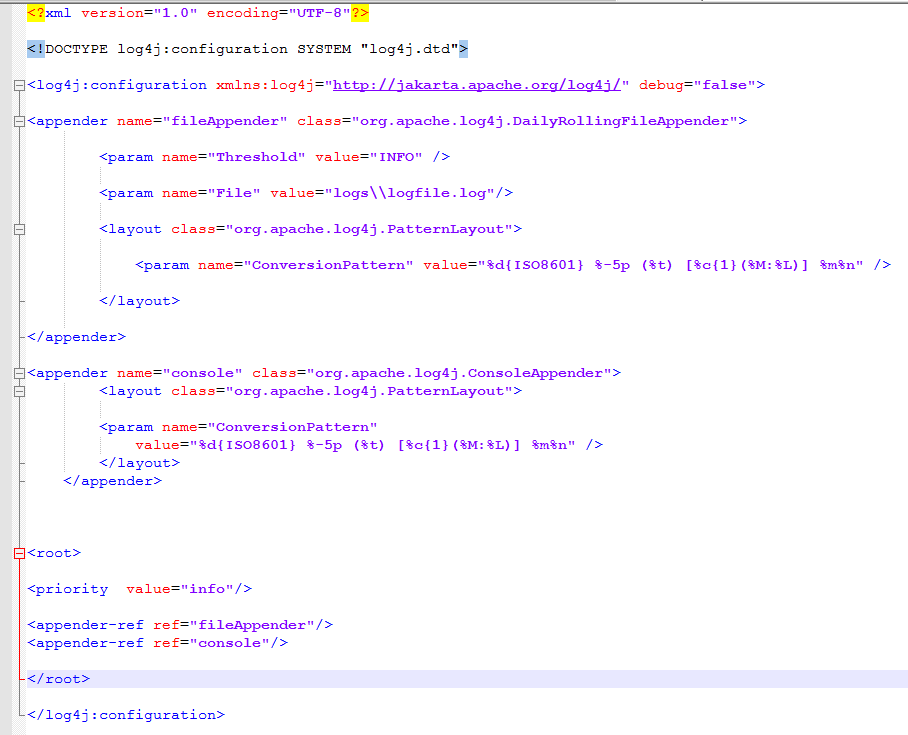 <?xml version="1.0" encoding="UTF-8"?>
<!DOCTYPE log4j:configuration SYSTEM "log4j.dtd">
<log4j:configuration xmlns:log4j="http://jakarta.apache.org/log4j/" debug="false">
<appender name="fileAppender" class="org.apache.log4j.DailyRollingFileAppender">
<param name="Threshold" value="INFO" />
<param name="File" value="logs\\logfile.log"/>
<layout class="org.apache.log4j.PatternLayout">
<param name="ConversionPattern" value="%d{ISO8601} %-5p (%t) [%c{1}(%M:%L)] %m%n" />
</layout>
</appender>
<appender name="console" class="org.apache.log4j.ConsoleAppender">
<layout class="org.apache.log4j.PatternLayout">
<param name="ConversionPattern"
value="%d{ISO8601} %-5p (%t) [%c{1}(%M:%L)] %m%n" />
</layout>
</appender>
<root>
<priority  value="info"/>
<appender-ref ref="fileAppender"/>
<appender-ref ref="console"/>
</root>
</log4j:configuration>